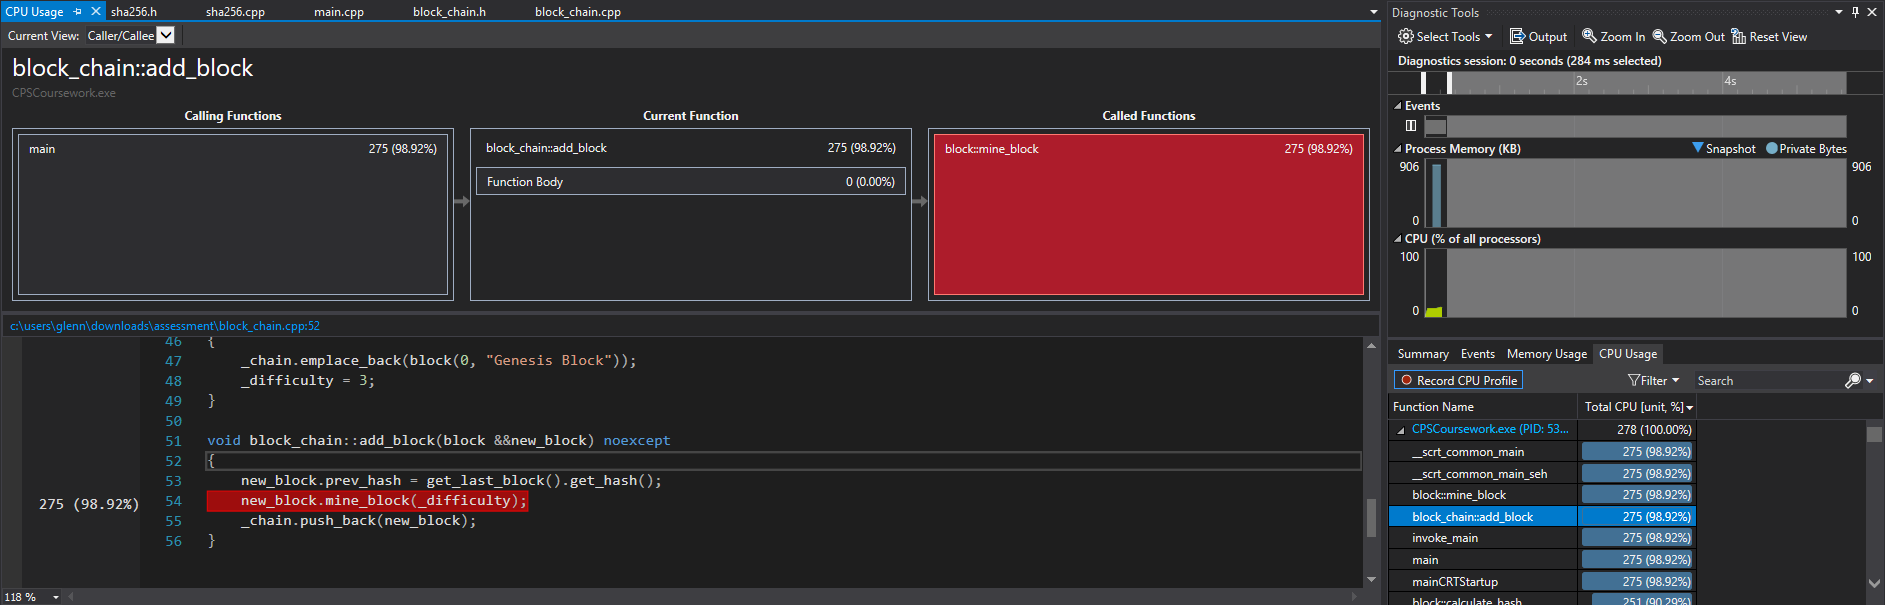 CPU Usage
sha256.h
sha256.cpp
main.cpp
block_chain.h
block_chain.cpp
Current View: Caller/Callee
block_chain::add_block
CPSCoursework.exe
Calling Functions
Current Function
Called Functions
main 275 (98.92%)
block_chain::add_block 275 (98.92%)
Function Body 0 (0.00%)
block::mine_block 275 (98.92%)
c:\users\glenn\downloads\assessment\block_chain.cpp:52
46 {
47 _chain.emplace_back(block(0, "Genesis Block"));
48 _difficulty = 3;
49 }
50
51 void block_chain::add_block(block &&new_block) noexcept
52 {
53 new_block.prev_hash = get_last_block().get_hash();
275 (98.92%) 54 new_block.mine_block(_difficulty);
55 _chain.push_back(new_block);
56 }
118 %
Diagnostic Tools
Select Tools Output Zoom In Zoom Out Reset View
Diagnostics session: 0 seconds (284 ms selected)
2s 4s
Events
Process Memory (KB) Snapshot Private Bytes
906 906
0 0
CPU (% of all processors)
100 100
0 0
Summary Events Memory Usage CPU Usage
Record CPU Profile Filter Search
Function Name Total CPU [unit, %]
CPSCoursework.exe (PID: 53... 278 (100.00%)
__scrt_common_main 275 (98.92%)
__scrt_common_main_seh 275 (98.92%)
block::mine_block 275 (98.92%)
block_chain::add_block 275 (98.92%)
invoke_main 275 (98.92%)
main 275 (98.92%)
mainCRTStartup 275 (98.92%)
block::calculate_hash 251 (90.29%)